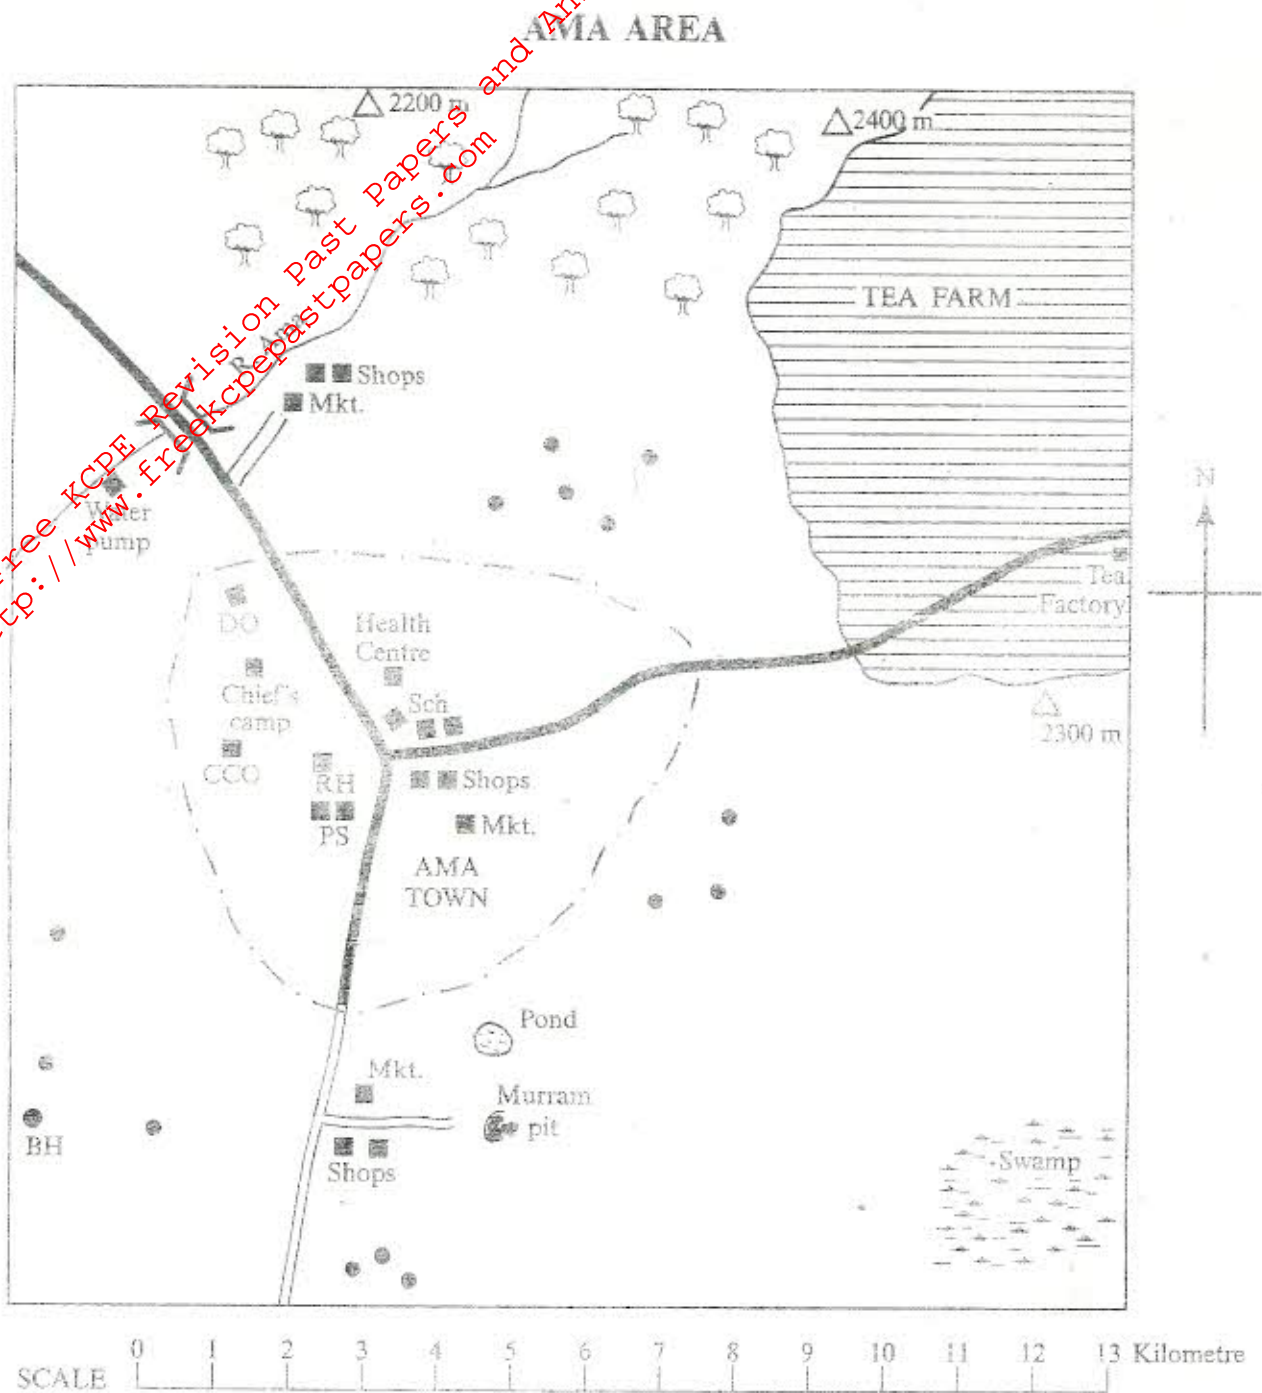 AMA AREA
Free KCPE Revision Past Papers and
http://www.freekcpepastpapers.com
2200 m
2400 m
TEA FARM
R. Ama
Shops
Mkt.
Water
pump
N
Tea
Factory
DO
Health
Centre
Chief's
camp
Sch
2300 m
CCO
RH
Shops
PS
Mkt.
AMA
TOWN
Pond
Mkt.
Murram
pit
BH
Shops
Swamp
SCALE 0 1 2 3 4 5 6 7 8 9 10 11 12 13 Kilometre